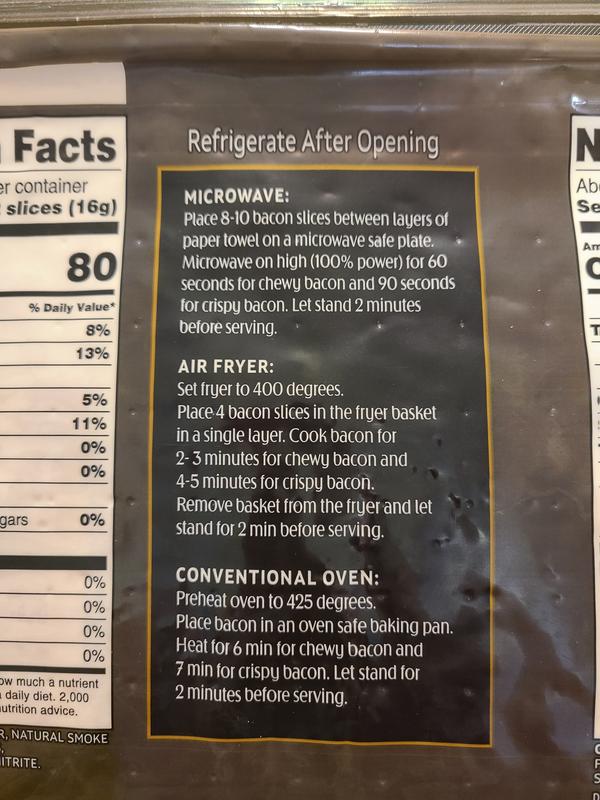 Facts
er container
slices (16g)
80
% Daily Value*
8%
13%
5%
11%
0%
0%
gars 0%
0%
0%
0%
0%
ow much a nutrient
daily diet. 2,000
utrition advice.
R, NATURAL SMOKE
ITRITE.
Refrigerate After Opening
MICROWAVE:
Place 8-10 bacon slices between layers of
paper towel on a microwave safe plate.
Microwave on high (100% power) for 60
seconds for chewy bacon and 90 seconds
for crispy bacon. Let stand 2 minutes
before serving.
AIR FRYER:
Set fryer to 400 degrees.
Place 4 bacon slices in the fryer basket
in a single layer. Cook bacon for
2- 3 minutes for chewy bacon and
4-5 minutes for crispy bacon.
Remove basket from the fryer and let
stand for 2 min before serving.
CONVENTIONAL OVEN:
Preheat oven to 425 degrees.
Place bacon in an oven safe baking pan.
Heat for 6 min for chewy bacon and
7 min for crispy bacon. Let stand for
2 minutes before serving.
N
Ab
Se
Am